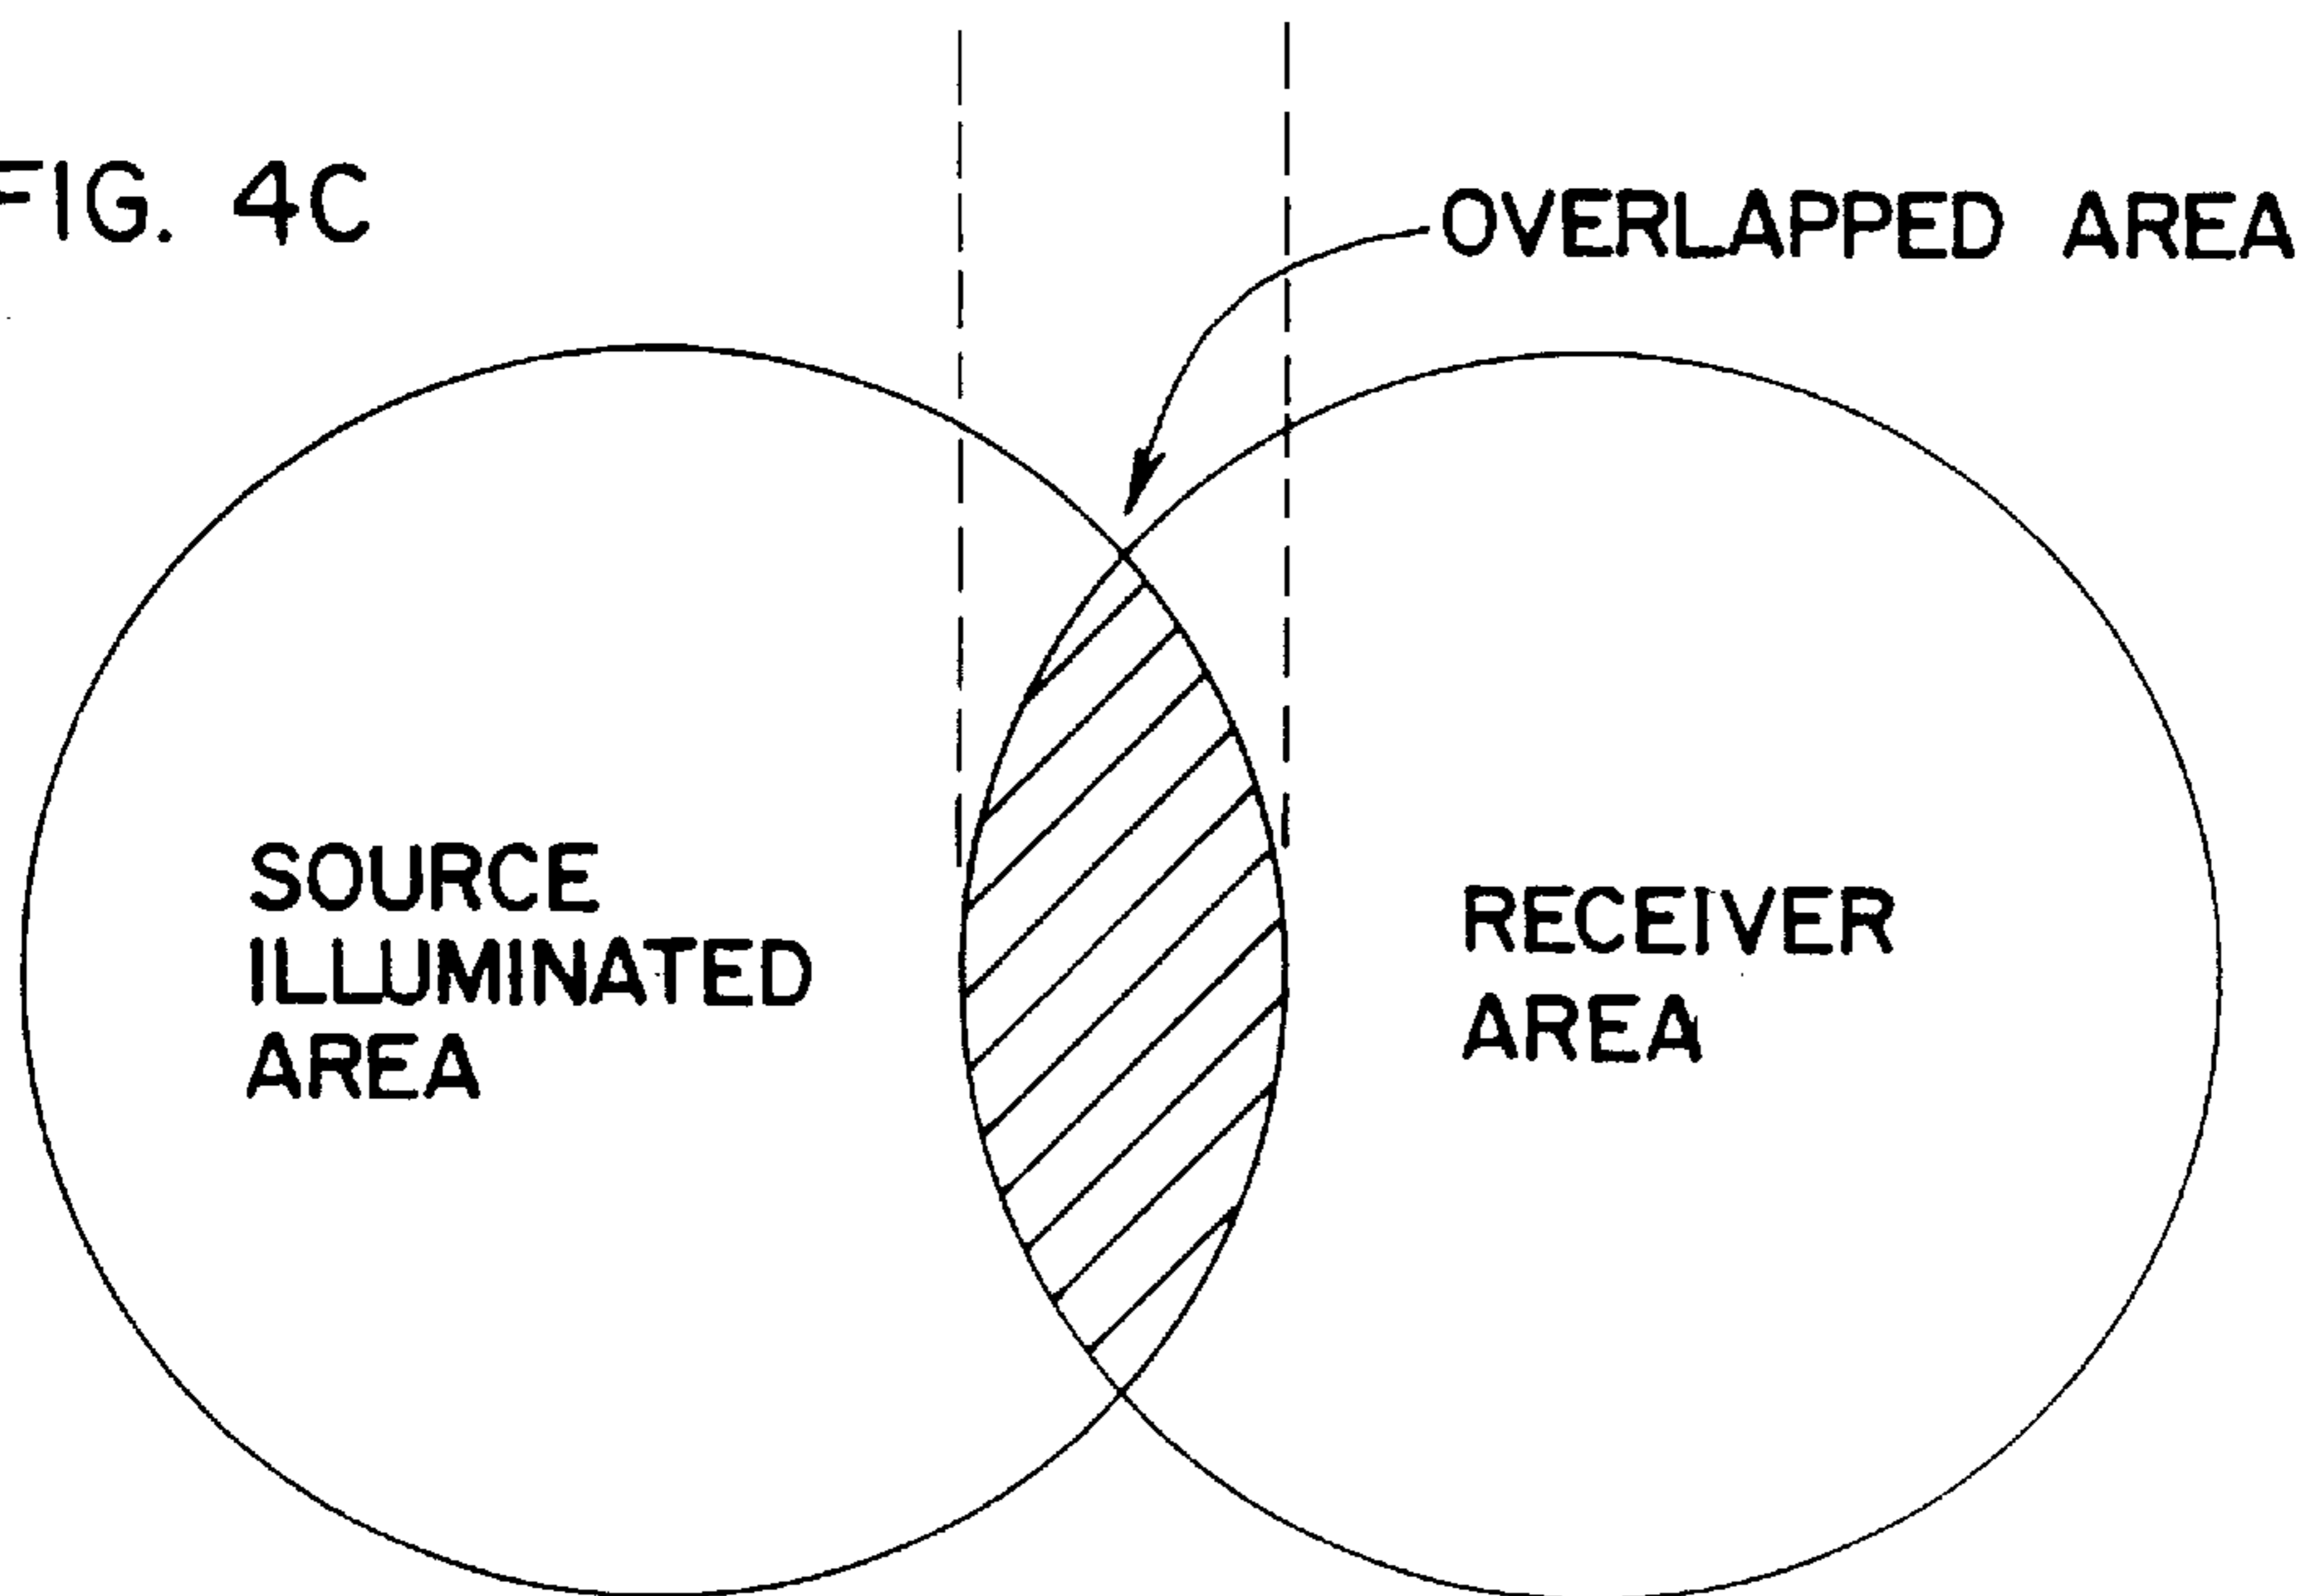 FIG. 4C
OVERLAPPED AREA
SOURCE
ILLUMINATED
AREA
RECEIVER
AREA